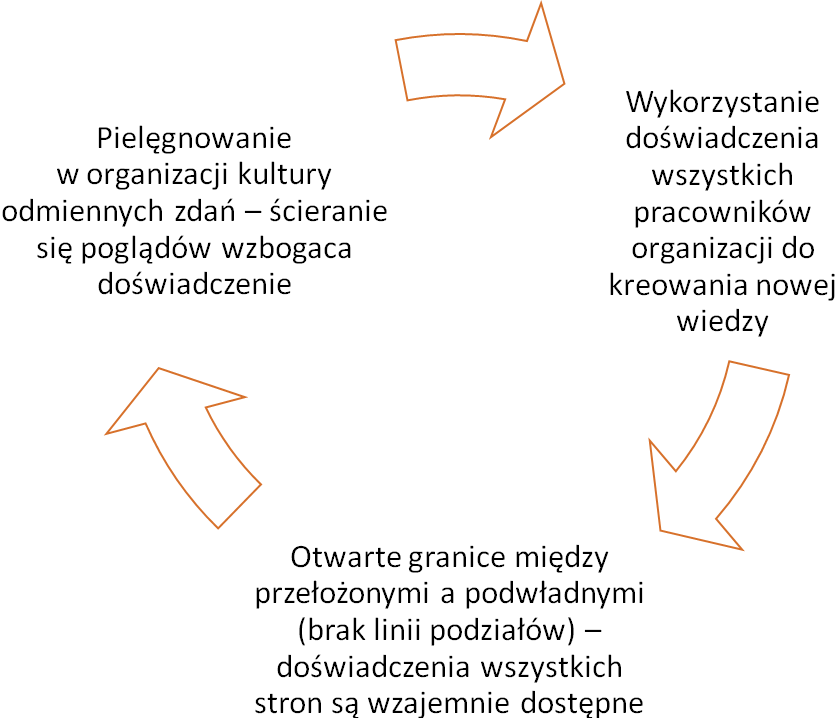 Pielęgnowanie
w organizacji kultury
odmiennych zdań – ścieranie
się poglądów wzbogaca
doświadczenie
Wykorzystanie
doświadczenia
wszystkich
pracowników
organizacji do
kreowania nowej
wiedzy
Otwarte granice między
przełożonymi a podwładnymi
(brak linii podziałów) –
doświadczenia wszystkich
stron są wzajemnie dostępne